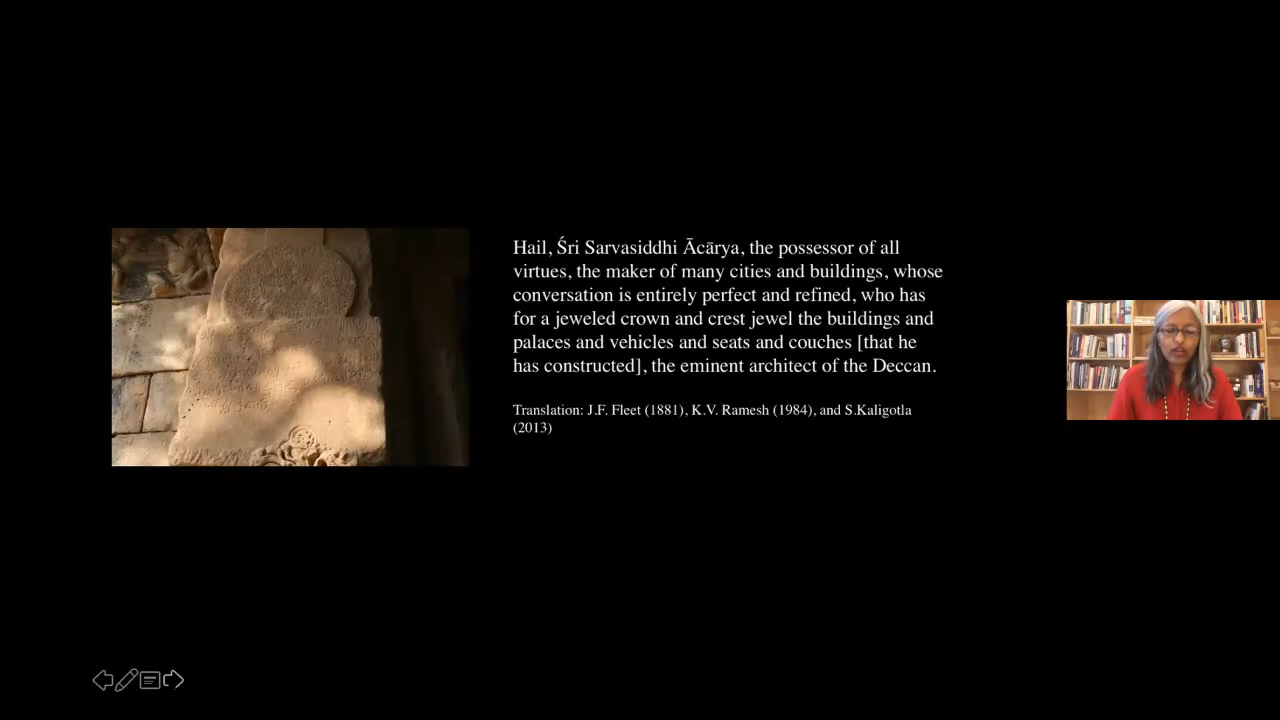 Hail, Śri Sarvasiddhi Ācārya, the possessor of all
virtues, the maker of many cities and buildings, whose
conversation is entirely perfect and refined, who has
for a jeweled crown and crest jewel the buildings and
palaces and vehicles and seats and couches [that he
has constructed], the eminent architect of the Deccan.
Translation: J.F. Fleet (1881), K.V. Ramesh (1984), and S.Kaligotla
(2013)